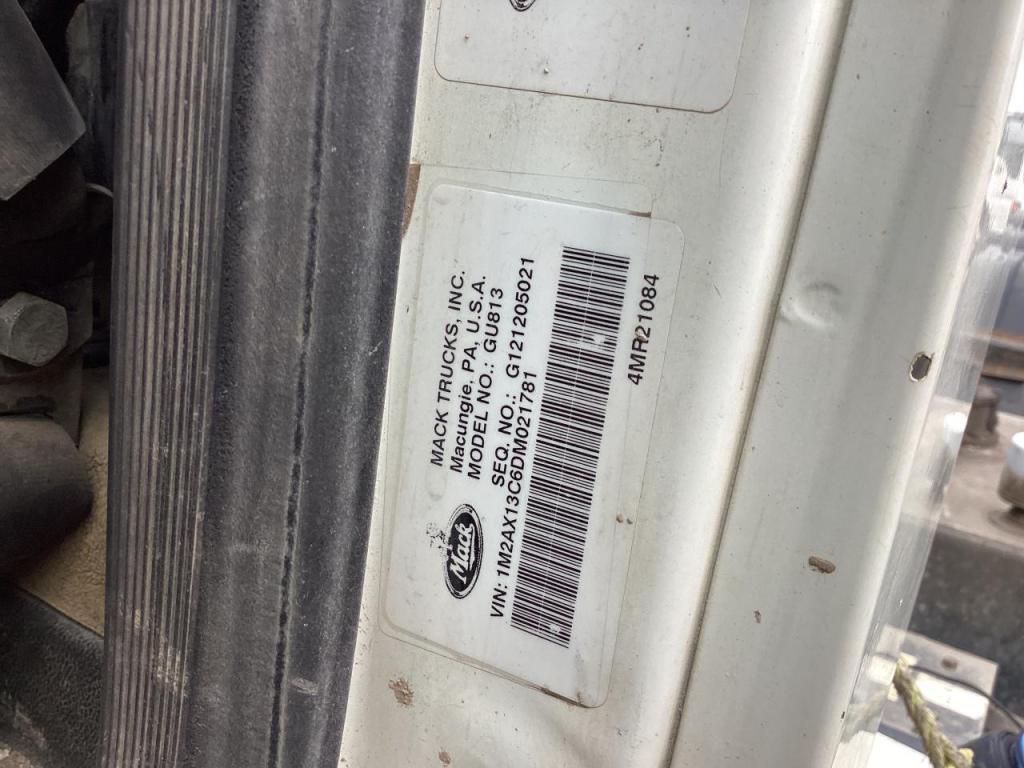 MACK TRUCKS, INC.
Macungie, PA, U.S.A.
MODEL NO.: GU813
SEQ. NO.: G121205021
Mack
VIN: 1M2AX13C6DM021781
4MR21084